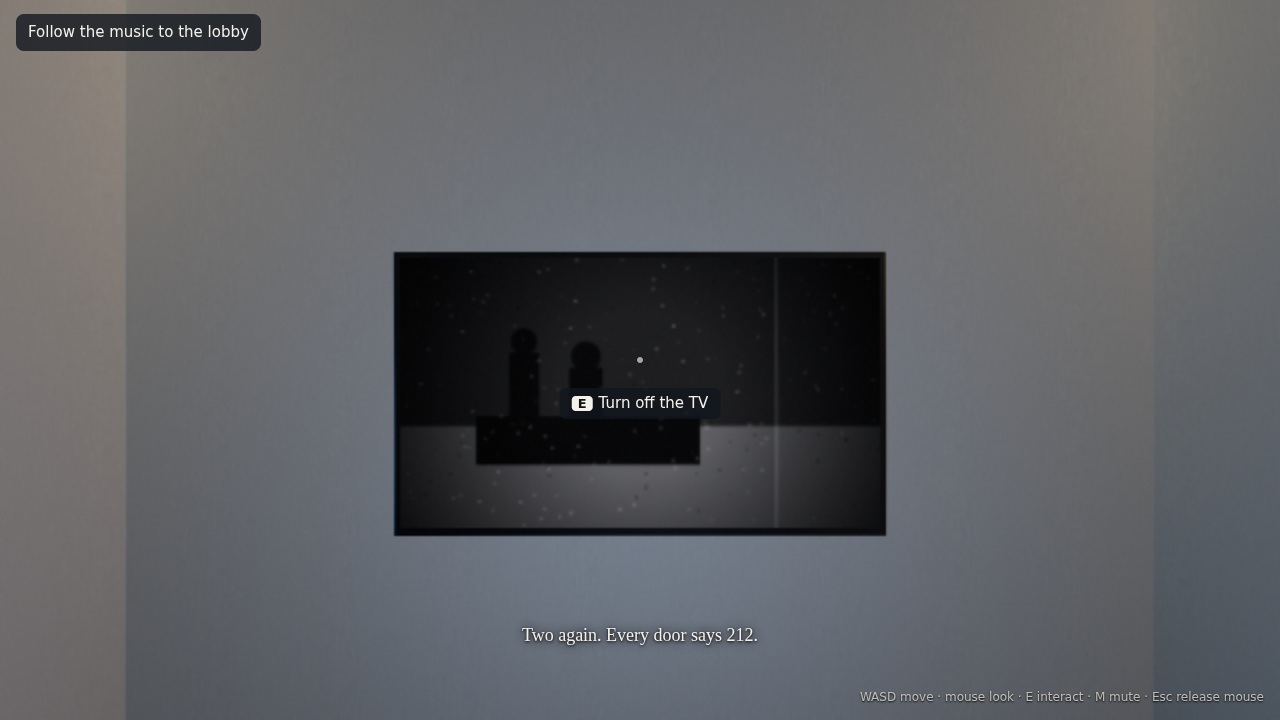 Follow the music to the lobby
E Turn off the TV
Two again. Every door says 212.
WASD move · mouse look · E interact · M mute · Esc release mouse